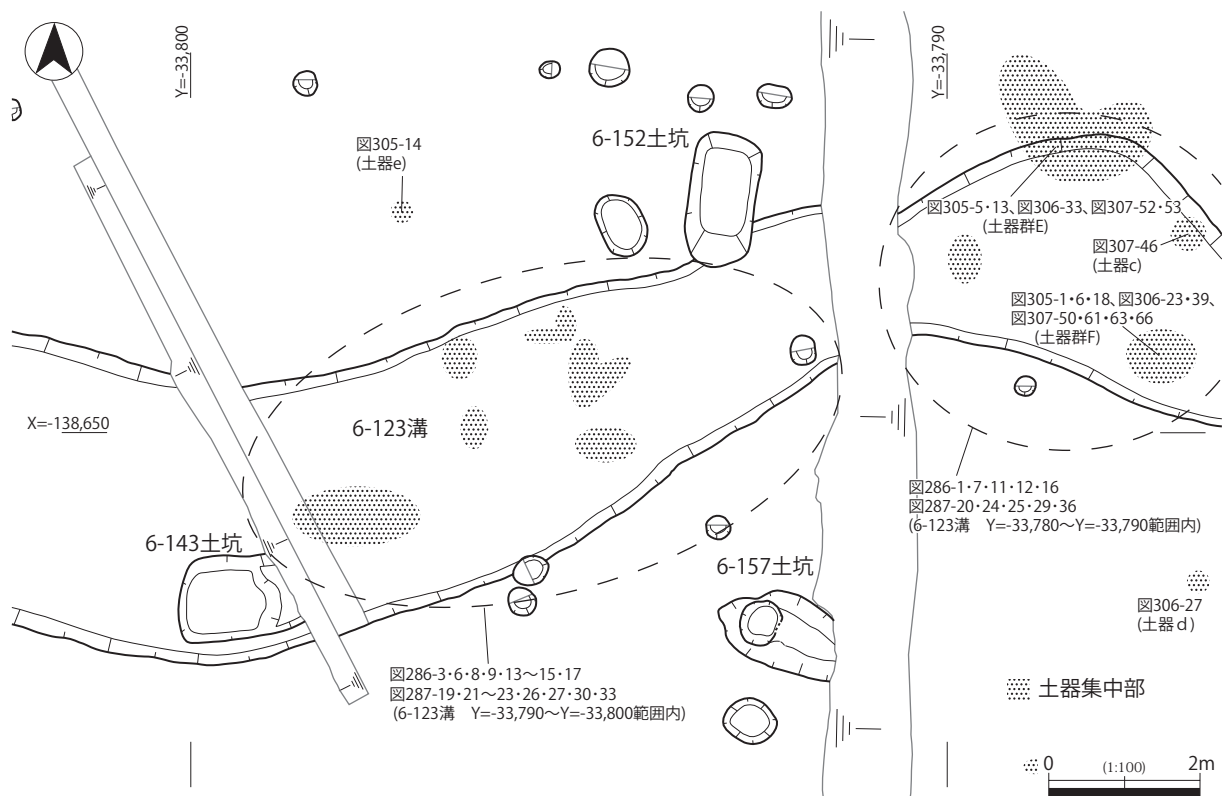 Y=-33,800
Y=-33,790
図305-14
(土器e)
6-152土坑
図305-5・13、図306-33、図307-52・53
(土器群E)
図307-46
(土器c)
図305-1・6・18、図306-23・39、
図307-50・61・63・66
(土器群F)
X=-138,650
6-123溝
図286-1・7・11・12・16
図287-20・24・25・29・36
(6-123溝 Y=-33,780～Y=-33,790範囲内)
6-143土坑
6-157土坑
図306-27
(土器ｄ)
図286-3・6・8・9・13～15・17
図287-19・21～23・26・27・30・33
(6-123溝 Y=-33,790～Y=-33,800範囲内)
土器集中部
0 (1:100) 2m